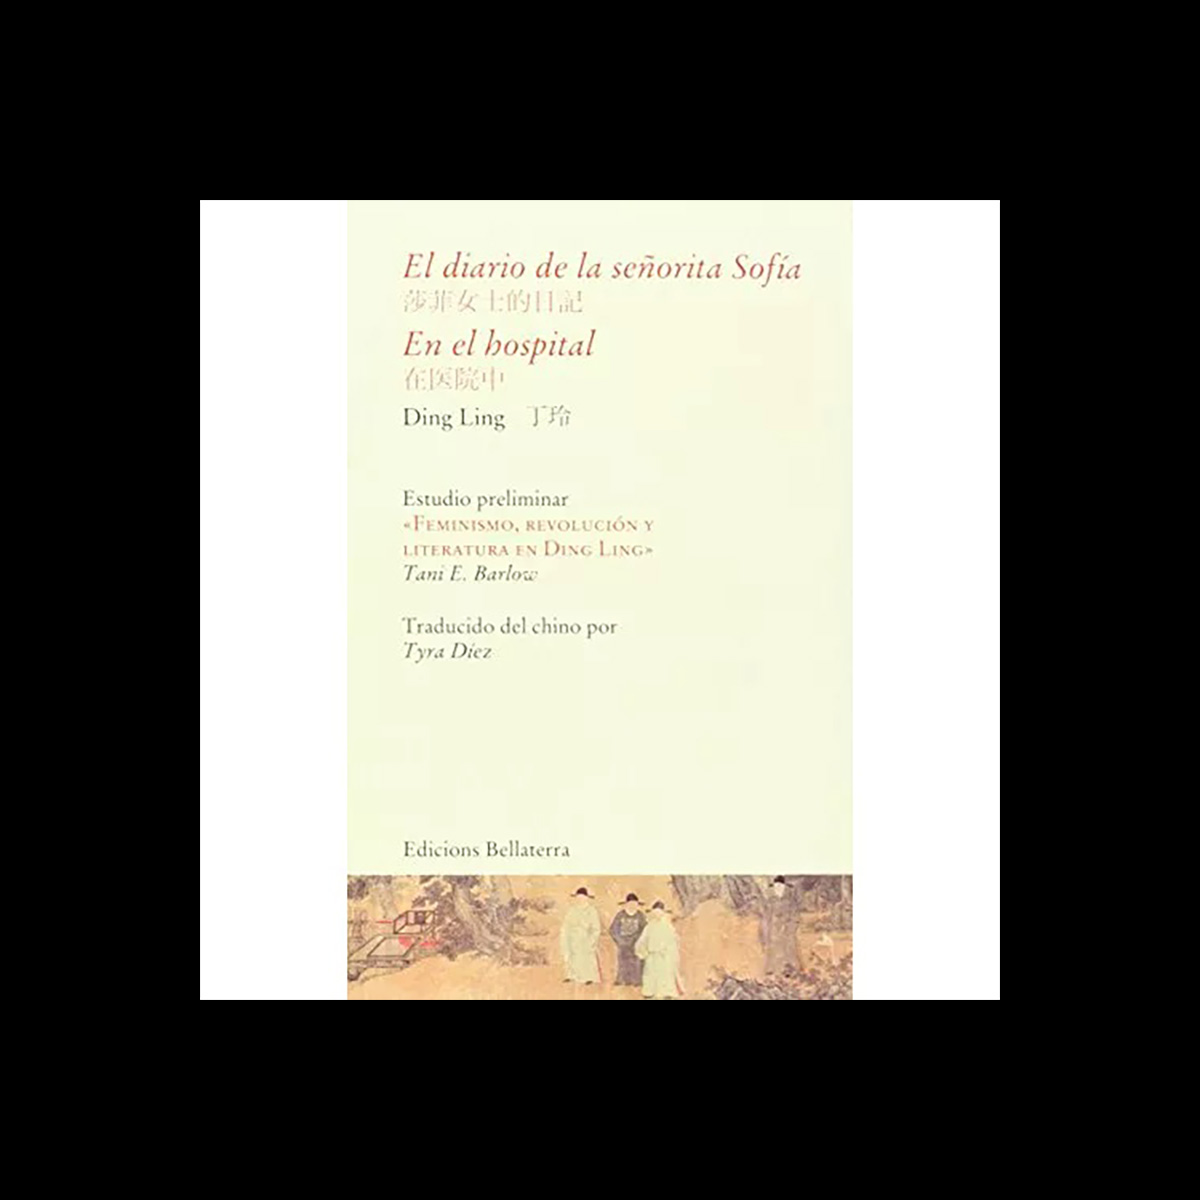 El diario de la señorita Sofía
莎菲女士的日記
En el hospital
在医院中
Ding Ling 丁玲
Estudio preliminar
«FEMINISMO, REVOLUCIÓN Y
LITERATURA EN DING LING»
Tani E. Barlow
Traducido del chino por
Tyra Díez
Edicions Bellaterra